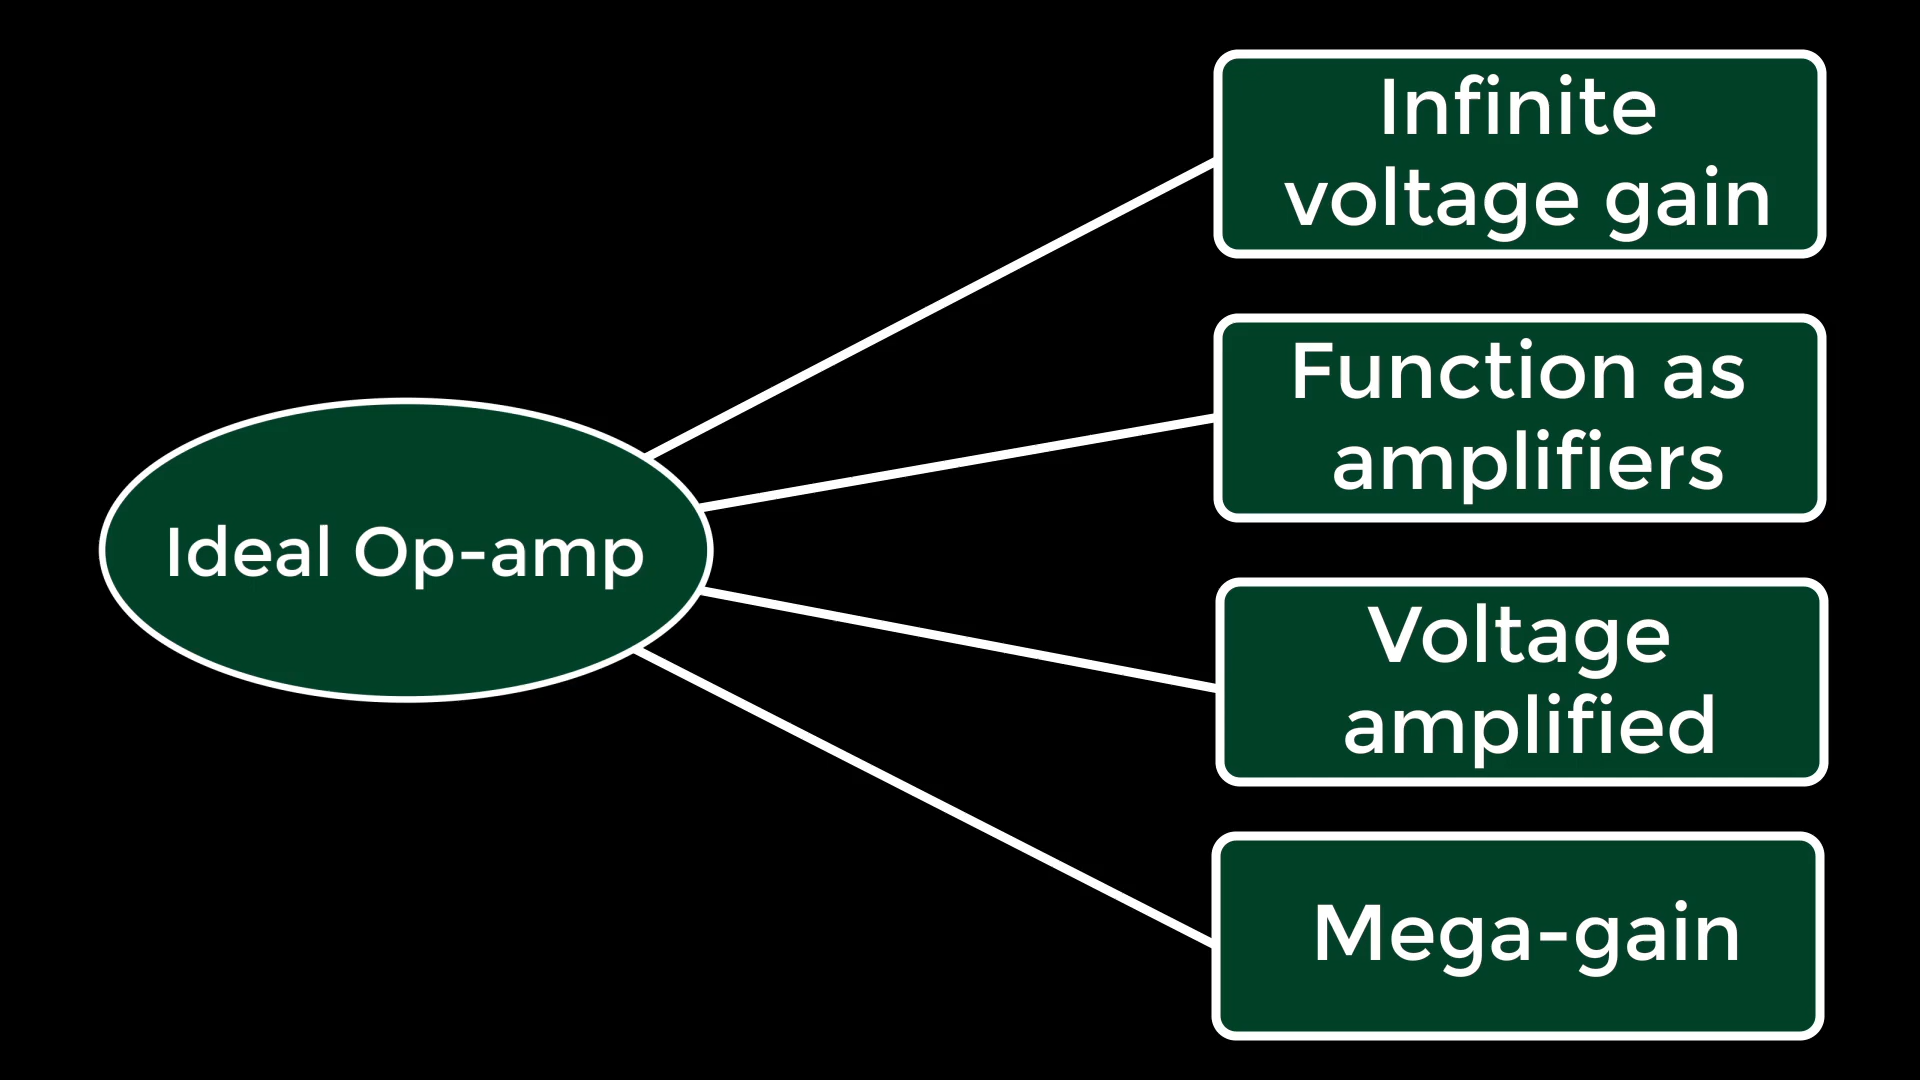 Infinite
voltage gain
Function as
amplifiers
Ideal Op-amp
Voltage
amplified
Mega-gain